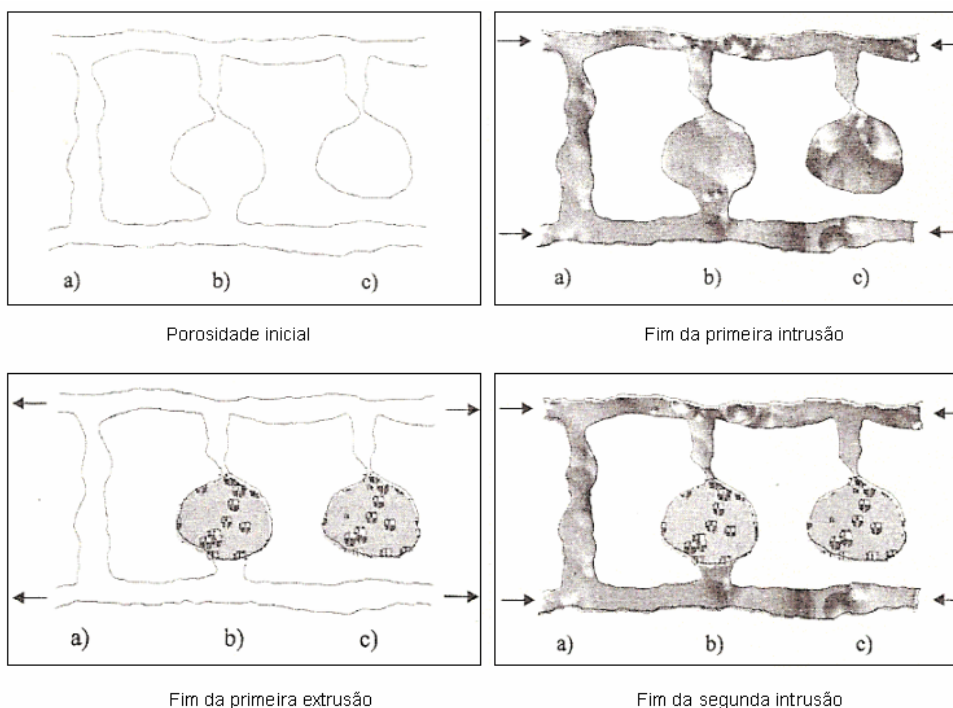 a) b) c)
a) b) c)
Porosidade inicial
Fim da primeira intrusão
a) b) c)
a) b) c)
Fim da primeira extrusão
Fim da segunda intrusão